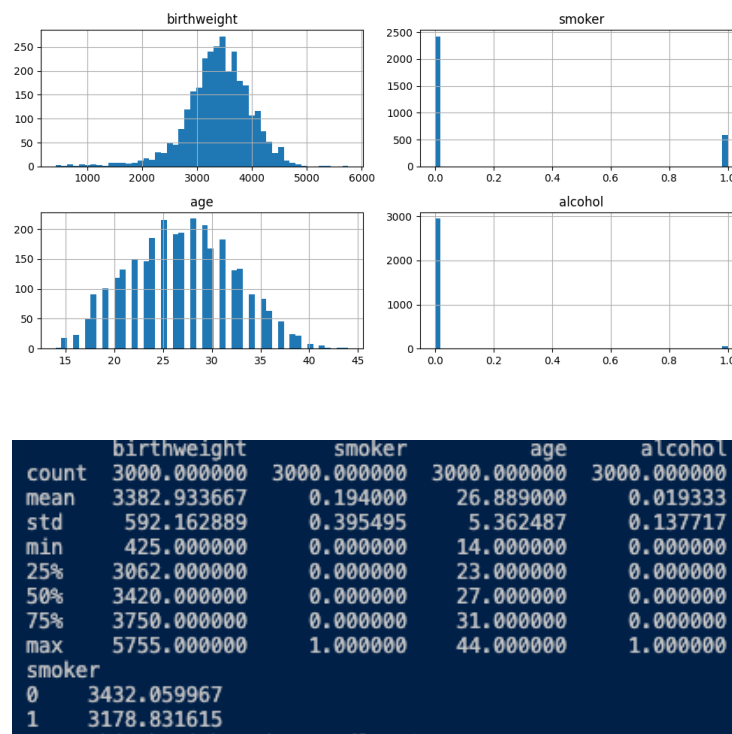 birthweight
250
200
150
100
50
0
1000 2000 3000 4000 5000 6000
smoker
2500
2000
1500
1000
500
0
0.0 0.2 0.4 0.6 0.8 1.0
age
200
150
100
50
0
15 20 25 30 35 40 45
alcohol
3000
2000
1000
0
0.0 0.2 0.4 0.6 0.8 1.0
birthweight smoker age alcohol
count 3000.000000 3000.000000 3000.000000 3000.000000
mean 3382.933667 0.194000 26.889000 0.019333
std 592.162889 0.395495 5.362487 0.137717
min 425.000000 0.000000 14.000000 0.000000
25% 3062.000000 0.000000 23.000000 0.000000
50% 3420.000000 0.000000 27.000000 0.000000
75% 3750.000000 0.000000 31.000000 0.000000
max 5755.000000 1.000000 44.000000 1.000000
smoker
0 3432.059967
1 3178.831615